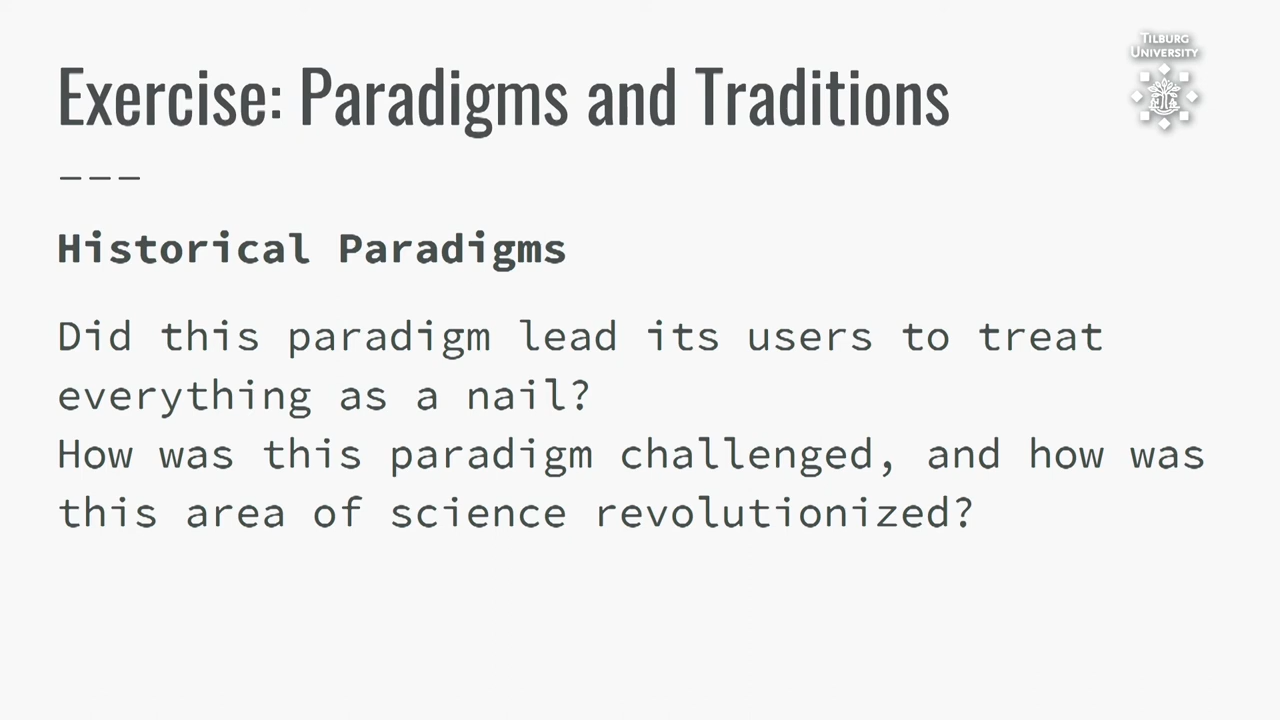 Exercise: Paradigms and Traditions
TILBURG
UNIVERSITY
---
Historical Paradigms
Did this paradigm lead its users to treat
everything as a nail?
How was this paradigm challenged, and how was
this area of science revolutionized?